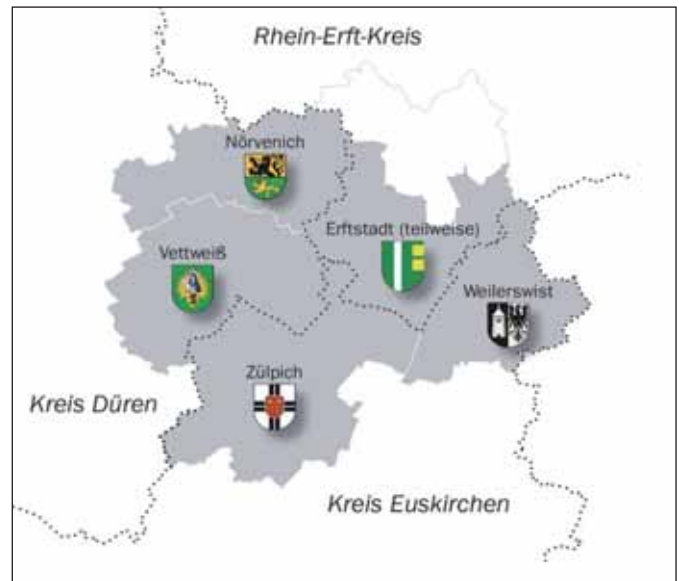 Rhein-Erft-Kreis
Nörvenich
Erftstadt (teilweise)
Vettweiß
Weilerswist
Zülpich
Kreis Düren
Kreis Euskirchen